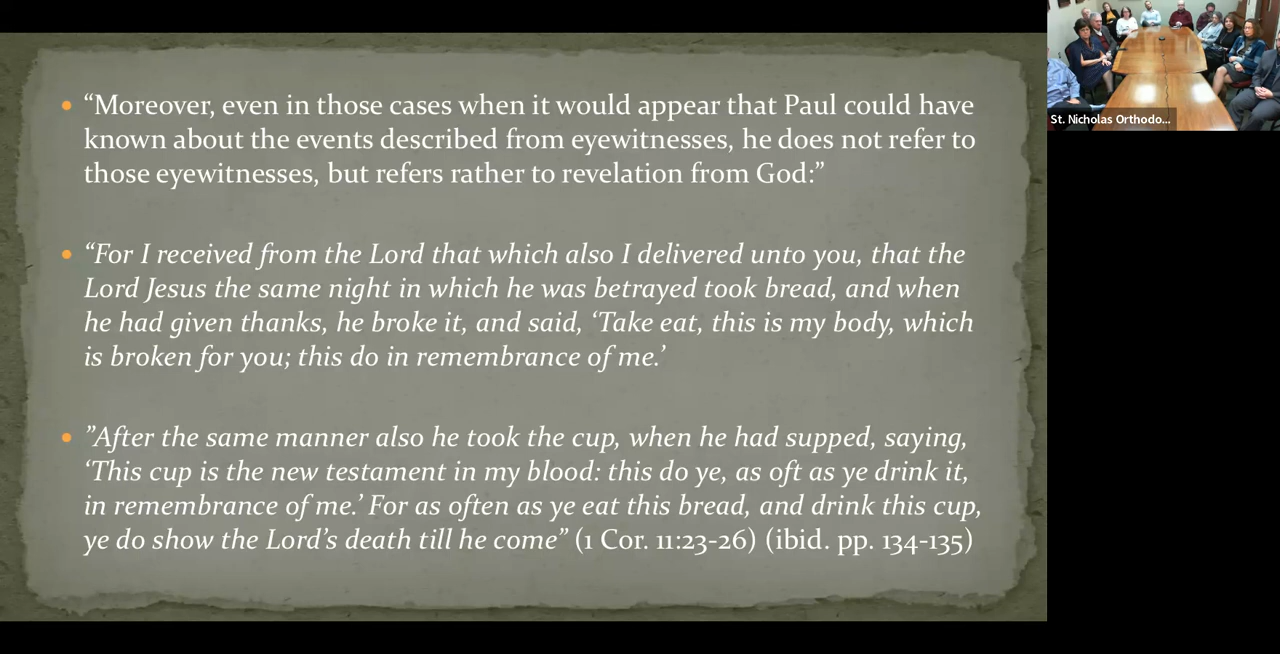 • “Moreover, even in those cases when it would appear that Paul could have
known about the events described from eyewitnesses, he does not refer to
those eyewitnesses, but refers rather to revelation from God:”
• “For I received from the Lord that which also I delivered unto you, that the
Lord Jesus the same night in which he was betrayed took bread, and when
he had given thanks, he broke it, and said, ‘Take eat, this is my body, which
is broken for you; this do in remembrance of me.’
• ”After the same manner also he took the cup, when he had supped, saying,
‘This cup is the new testament in my blood: this do ye, as oft as ye drink it,
in remembrance of me.’ For as often as ye eat this bread, and drink this cup,
ye do show the Lord’s death till he come” (1 Cor. 11:23-26) (ibid. pp. 134-135)
St. Nicholas Orthodo...